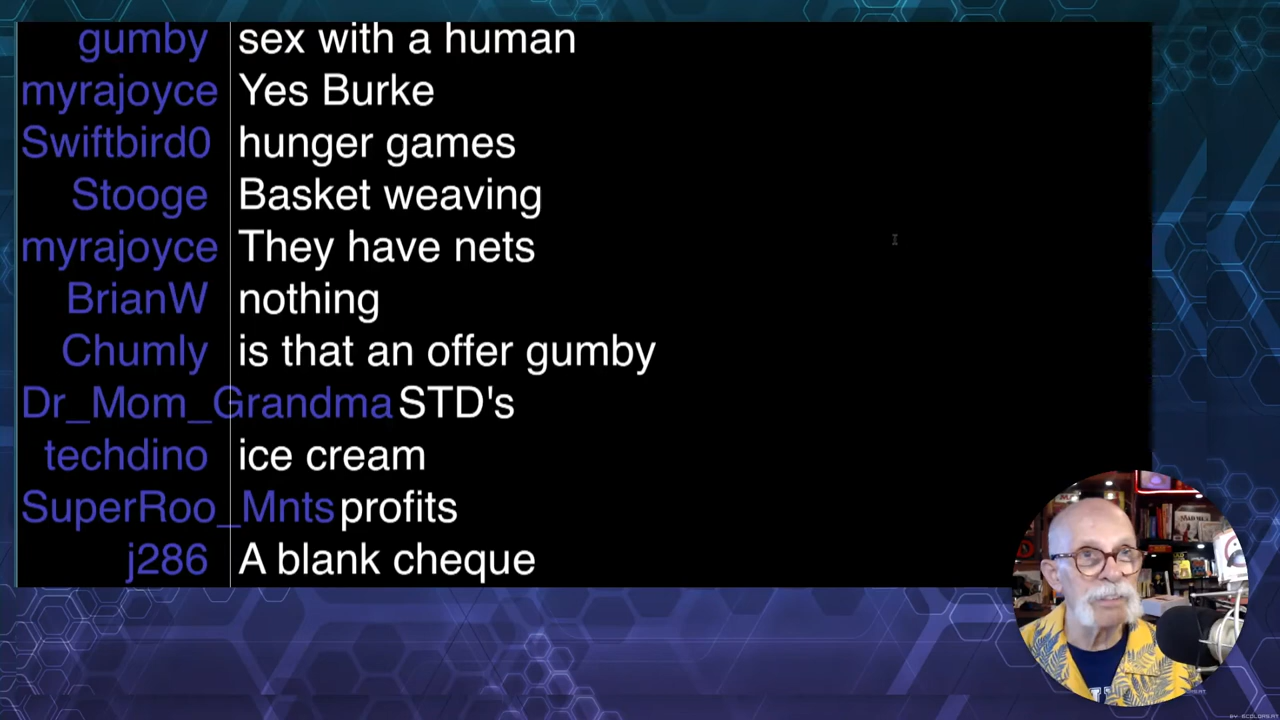 gumby sex with a human
myrajoyce Yes Burke
Swiftbird0 hunger games
Stooge Basket weaving
myrajoyce They have nets
BrianW nothing
Chumly is that an offer gumby
Dr_Mom_Grandma STD's
techdino ice cream
SuperRoo_Mnts profits
j286 A blank cheque